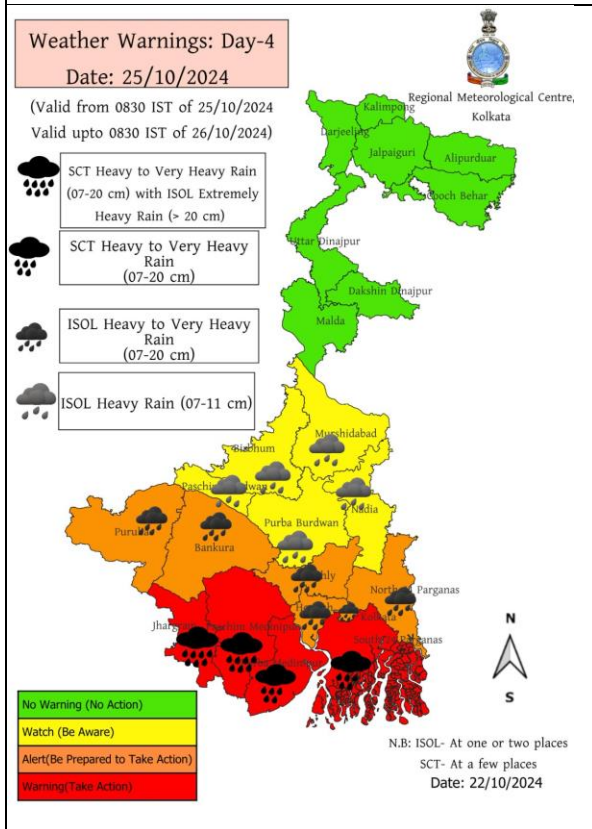 Weather Warnings: Day-4
Date: 25/10/2024
(Valid from 0830 IST of 25/10/2024
Valid upto 0830 IST of 26/10/2024)
Regional Meteorological Centre,
Kolkata
SCT Heavy to Very Heavy Rain
(07-20 cm) with ISOL Extremely
Heavy Rain (> 20 cm)
SCT Heavy to Very Heavy
Rain
(07-20 cm)
ISOL Heavy to Very Heavy
Rain
(07-20 cm)
ISOL Heavy Rain (07-11 cm)
Kalimpong
Darjeeling
Jalpaiguri
Alipurduar
Cooch Behar
Uttar Dinajpur
Dakshin Dinajpur
Malda
Murshidabad
Birbhum
Nadia
Purba Burdwan
Bankura
Kolkata
N
S
No Warning (No Action)
Watch (Be Aware)
Alert(Be Prepared to Take Action)
Warning(Take Action)
N.B: ISOL- At one or two places
SCT- At a few places
Date: 22/10/2024